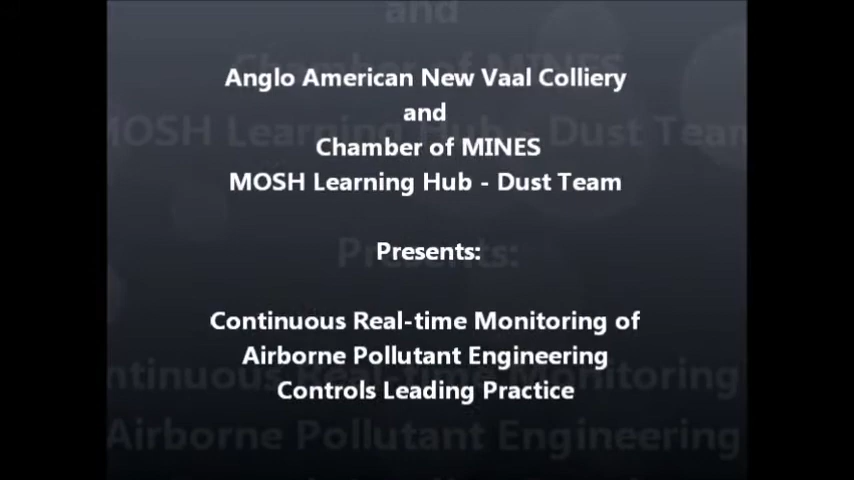 Anglo American New Vaal Colliery
and
Chamber of MINES
MOSH Learning Hub - Dust Team
Presents:
Continuous Real-time Monitoring of
Airborne Pollutant Engineering
Controls Leading Practice